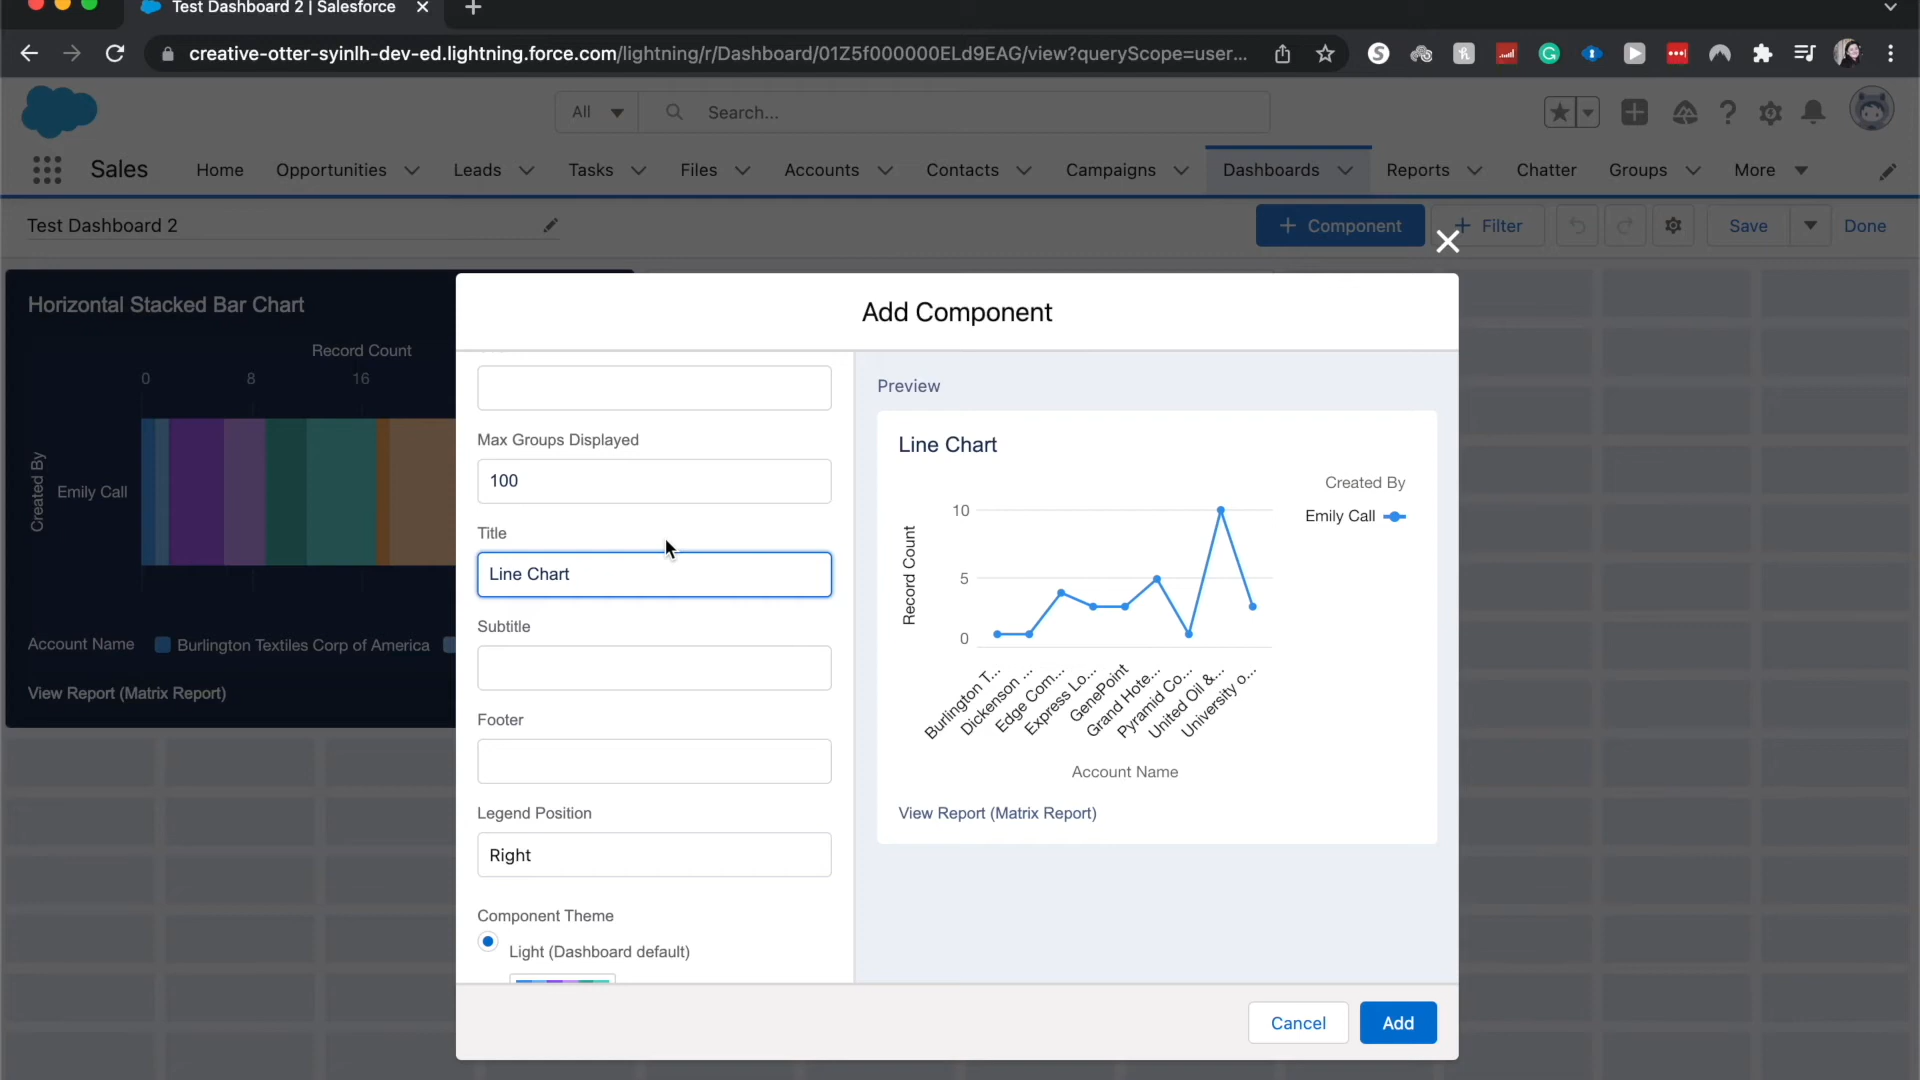 Test Dashboard 2 | Salesforce
creative-otter-syinlh-dev-ed.lightning.force.com/lightning/r/Dashboard/01Z5f000000ELd9EAG/view?queryScope=user...
All
Search...
Sales
Home
Opportunities
Leads
Tasks
Files
Accounts
Contacts
Campaigns
Dashboards
Reports
Chatter
Groups
More
Test Dashboard 2
+ Component
+ Filter
Save
Done
Horizontal Stacked Bar Chart
Record Count
0 8 16
Created By
Emily Call
Account Name
Burlington Textiles Corp of America
View Report (Matrix Report)
Add Component
Max Groups Displayed
100
Title
Line Chart
Subtitle
Footer
Legend Position
Right
Component Theme
Light (Dashboard default)
Preview
Line Chart
Created By
Emily Call
Record Count
10
5
0
Burlington T...
Dickenson ...
Edge Com...
Express Lo...
GenePoint
Grand Hote...
Pyramid Co...
United Oil &...
University o...
Account Name
View Report (Matrix Report)
Cancel
Add